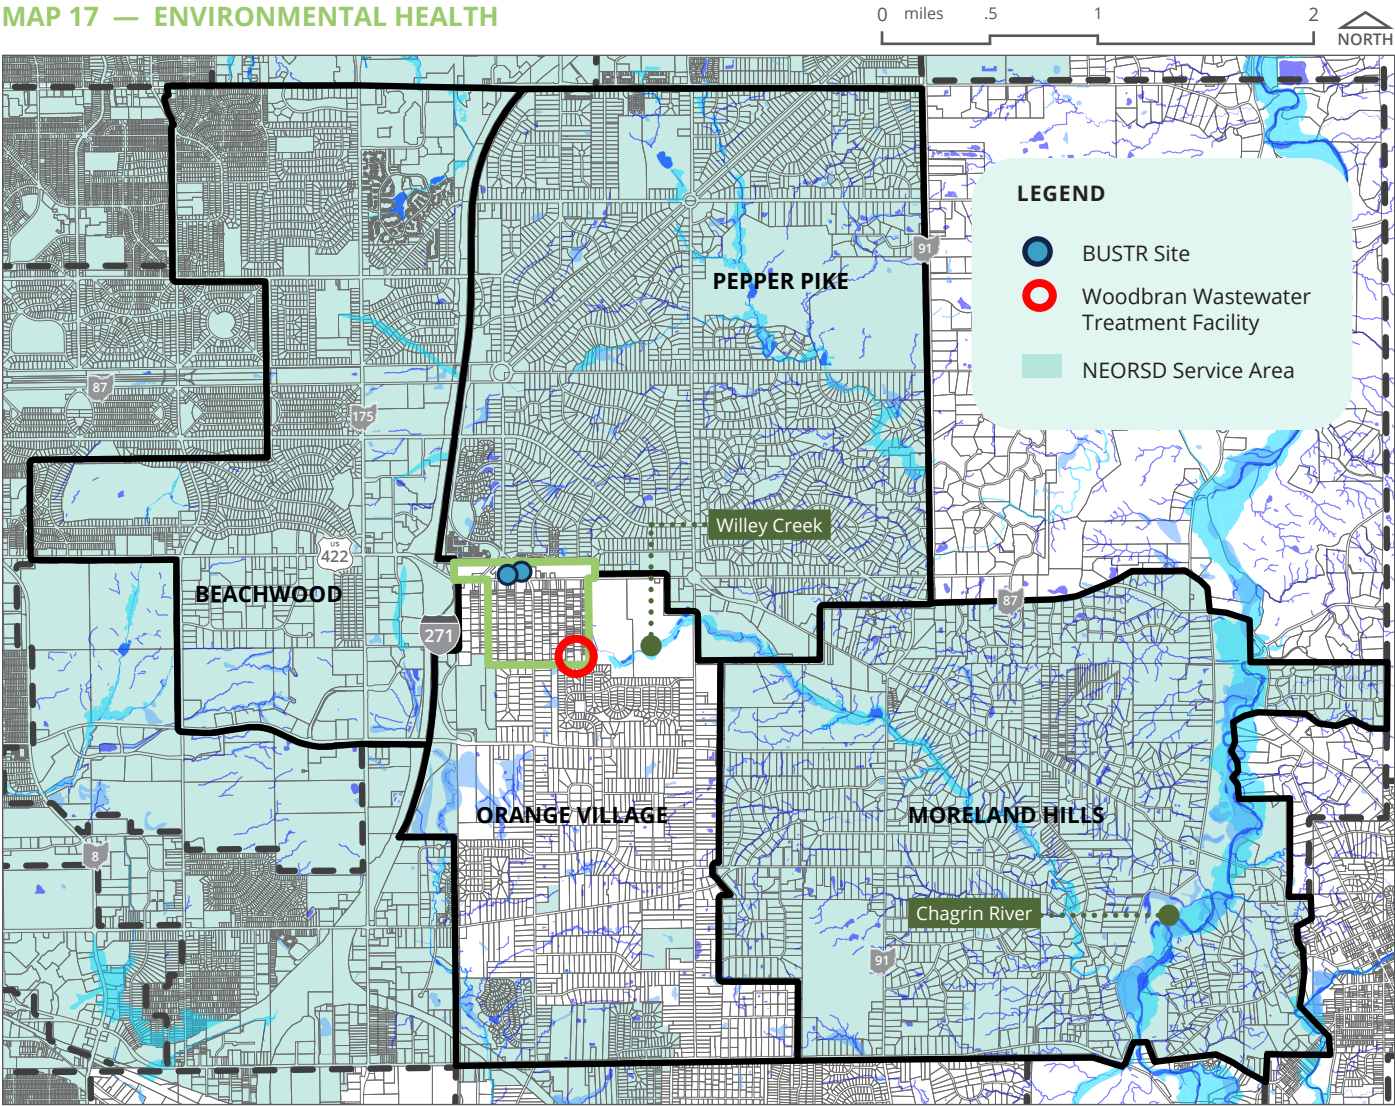 MAP 17 — ENVIRONMENTAL HEALTH
0 miles .5 1 2
NORTH
LEGEND
BUSTR Site
Woodbran Wastewater
Treatment Facility
NEORSD Service Area
91
PEPPER PIKE
87
175
Willey Creek
US
422
BEACHWOOD
87
271
ORANGE VILLAGE
MORELAND HILLS
8
Chagrin River
91